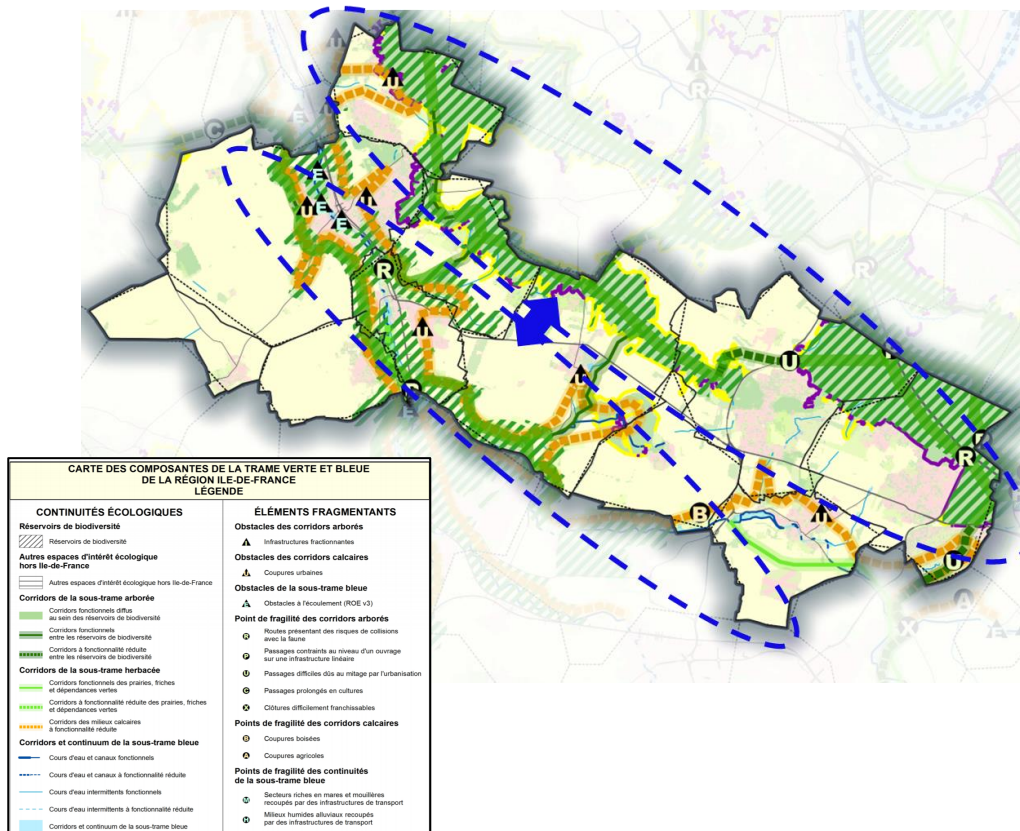 CARTE DES COMPOSANTES DE LA TRAME VERTE ET BLEUE
DE LA RÉGION ILE-DE-FRANCE
LÉGENDE
CONTINUITÉS ÉCOLOGIQUES
Réservoirs de biodiversité
Réservoirs de biodiversité
Autres espaces d'intérêt écologique
hors Ile-de-France
Autres espaces d'intérêt écologique hors Ile-de-France
Corridors de la sous-trame arborée
Corridors fonctionnels diffus
au sein des réservoirs de biodiversité
Corridors fonctionnels
entre les réservoirs de biodiversité
Corridors à fonctionnalité réduite
entre les réservoirs de biodiversité
Corridors de la sous-trame herbacée
Corridors fonctionnels des prairies, friches
et dépendances vertes
Corridors à fonctionnalité réduite des prairies, friches
et dépendances vertes
Corridors des milieux calcaires
à fonctionnalité réduite
Corridors et continuum de la sous-trame bleue
Cours d'eau et canaux fonctionnels
Cours d'eau et canaux à fonctionnalité réduite
Cours d'eau intermittents fonctionnels
Cours d'eau intermittents à fonctionnalité réduite
Corridors et continuum de la sous-trame bleue
ÉLÉMENTS FRAGMENTANTS
Obstacles des corridors arborés
Infrastructures fractionnantes
Obstacles des corridors calcaires
Coupures urbaines
Obstacles de la sous-trame bleue
Obstacles à l'écoulement (ROE v3)
Point de fragilité des corridors arborés
R Routes présentant des risques de collisions
avec la faune
P Passages contraints au niveau d'un ouvrage
sur une infrastructure linéaire
U Passages difficiles dûs au mitage par l'urbanisation
C Passages prolongés en cultures
X Clôtures difficilement franchissables
Points de fragilité des corridors calcaires
B Coupures boisées
A Coupures agricoles
Points de fragilité des continuités
de la sous-trame bleue
M Secteurs riches en mares et mouillères
recoupés par des infrastructures de transport
H Milieux humides alluviaux recoupés
par des infrastructures de transport
R
C
E
E
E
E
R
R
U
R
B
U
A
X
E